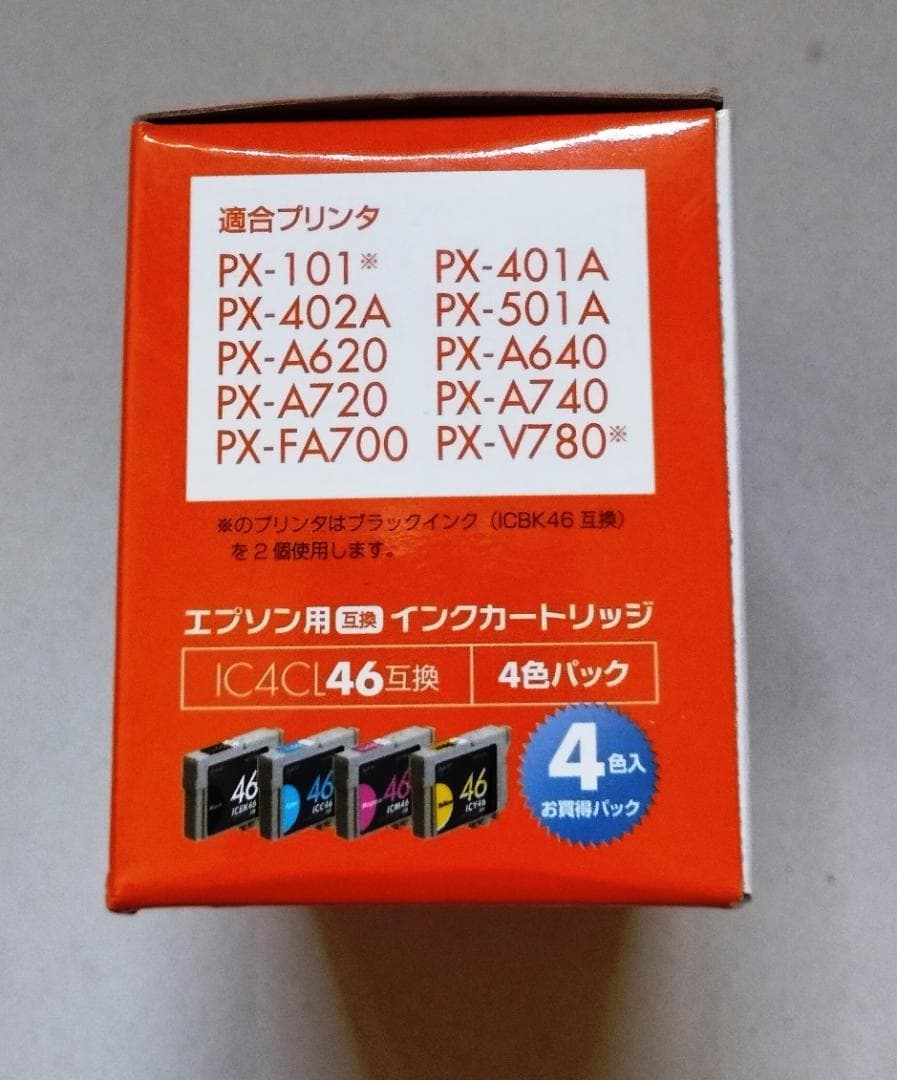 適合プリンタ
PX-101※ PX-401A
PX-402A PX-501A
PX-A620 PX-A640
PX-A720 PX-A740
PX-FA700 PX-V780※
※のプリンタはブラックインク（ICBK46 互換）
を2個使用します。
エプソン用 互換 インクカートリッジ
IC4CL46互換 4色パック
46 46 46 46
ICBK46 ICC46 ICM46 ICY46
4色入
お買得パック